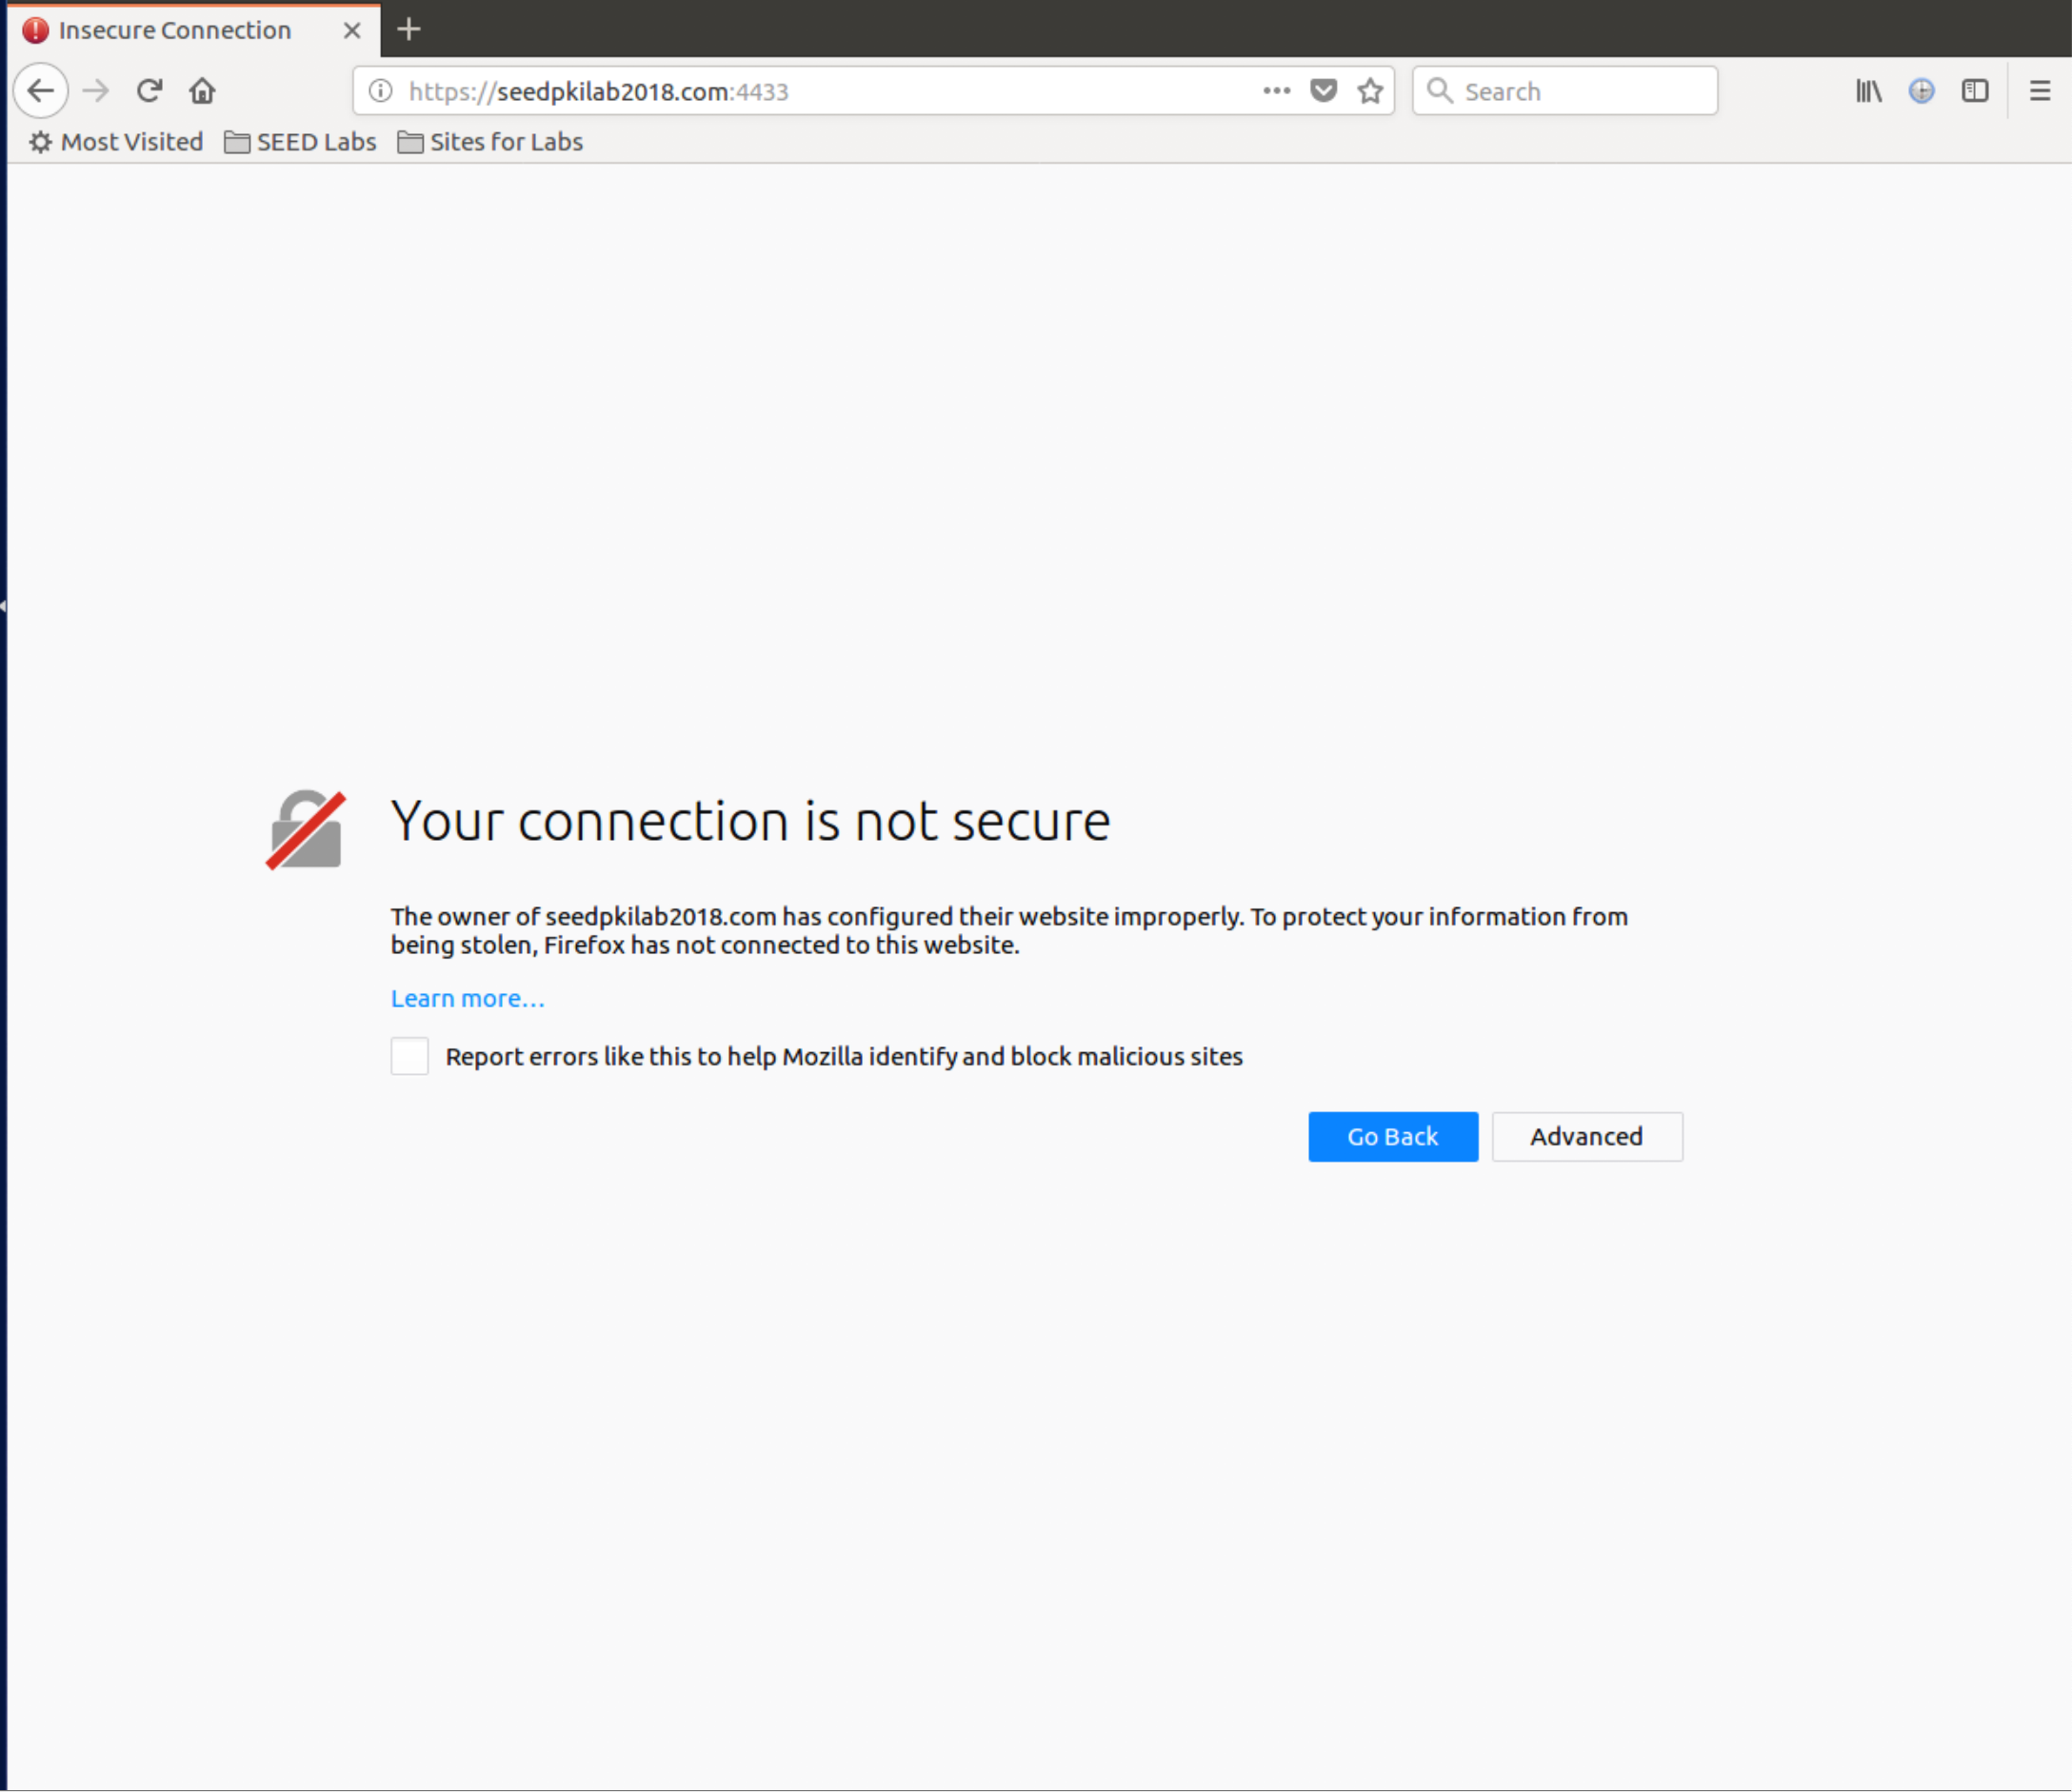 Insecure Connection
https://seedpkilab2018.com:4433
Search
Most Visited SEED Labs Sites for Labs
Your connection is not secure
The owner of seedpkilab2018.com has configured their website improperly. To protect your information from
being stolen, Firefox has not connected to this website.
Learn more…
Report errors like this to help Mozilla identify and block malicious sites
Go Back Advanced